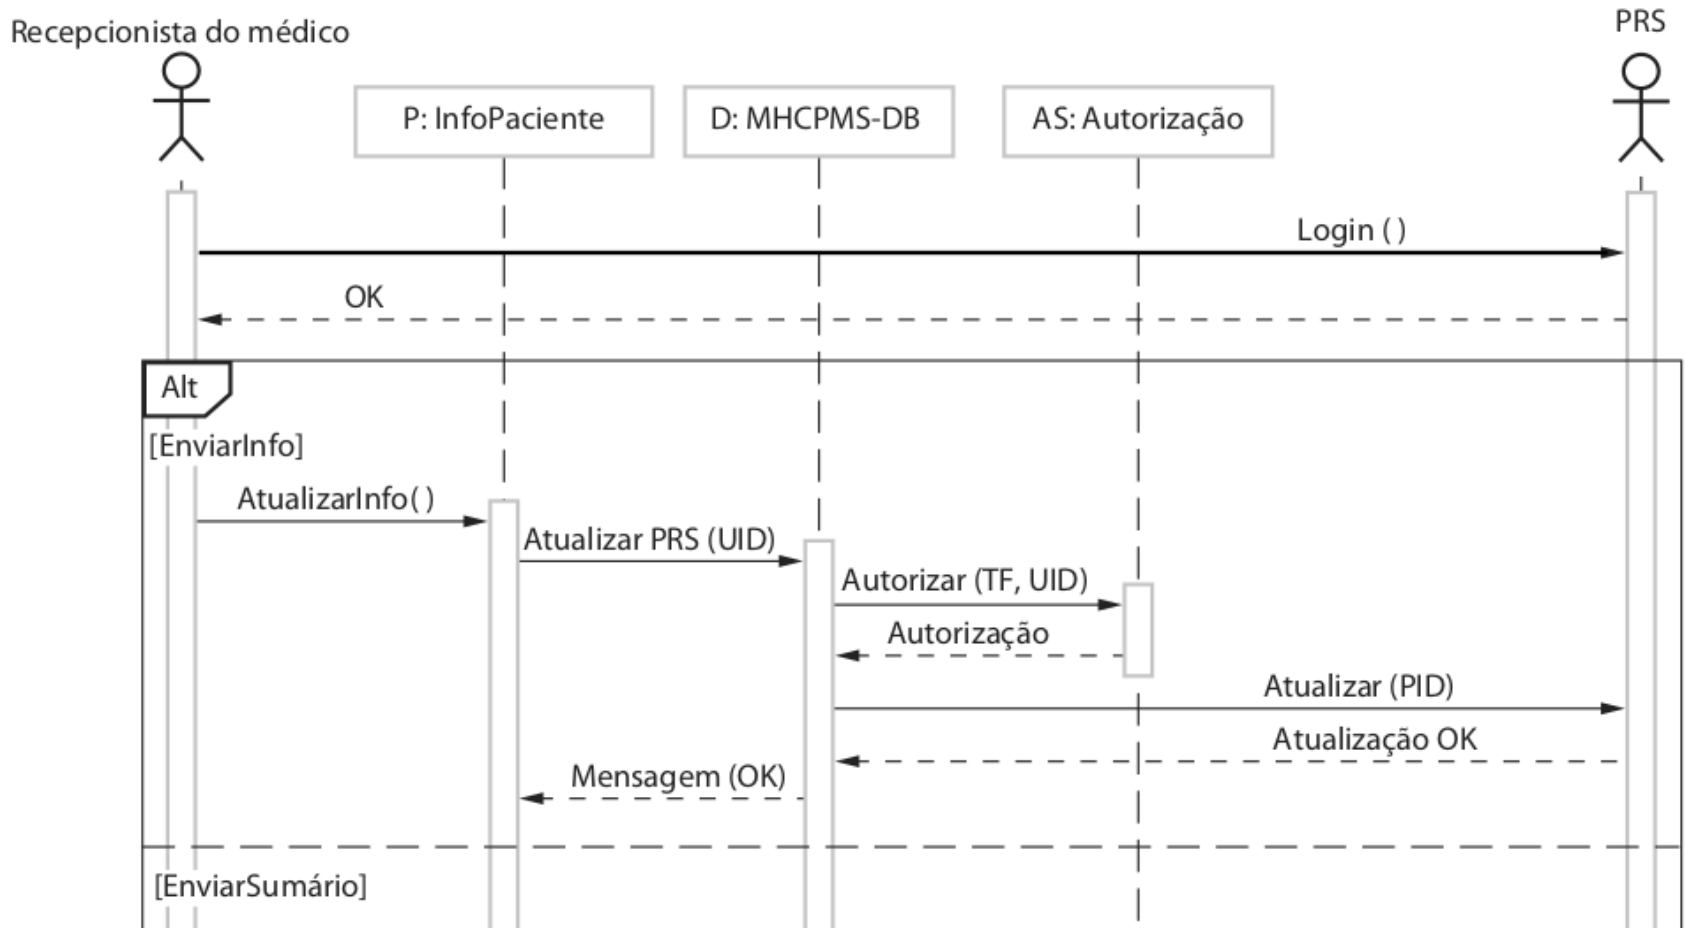 Recepcionista do médico
PRS
P: InfoPaciente
D: MHCPMS-DB
AS: Autorização
Login ( )
OK
Alt
[EnviarInfo]
AtualizarInfo( )
Atualizar PRS (UID)
Autorizar (TF, UID)
Autorização
Atualizar (PID)
Atualização OK
Mensagem (OK)
[EnviarSumário]